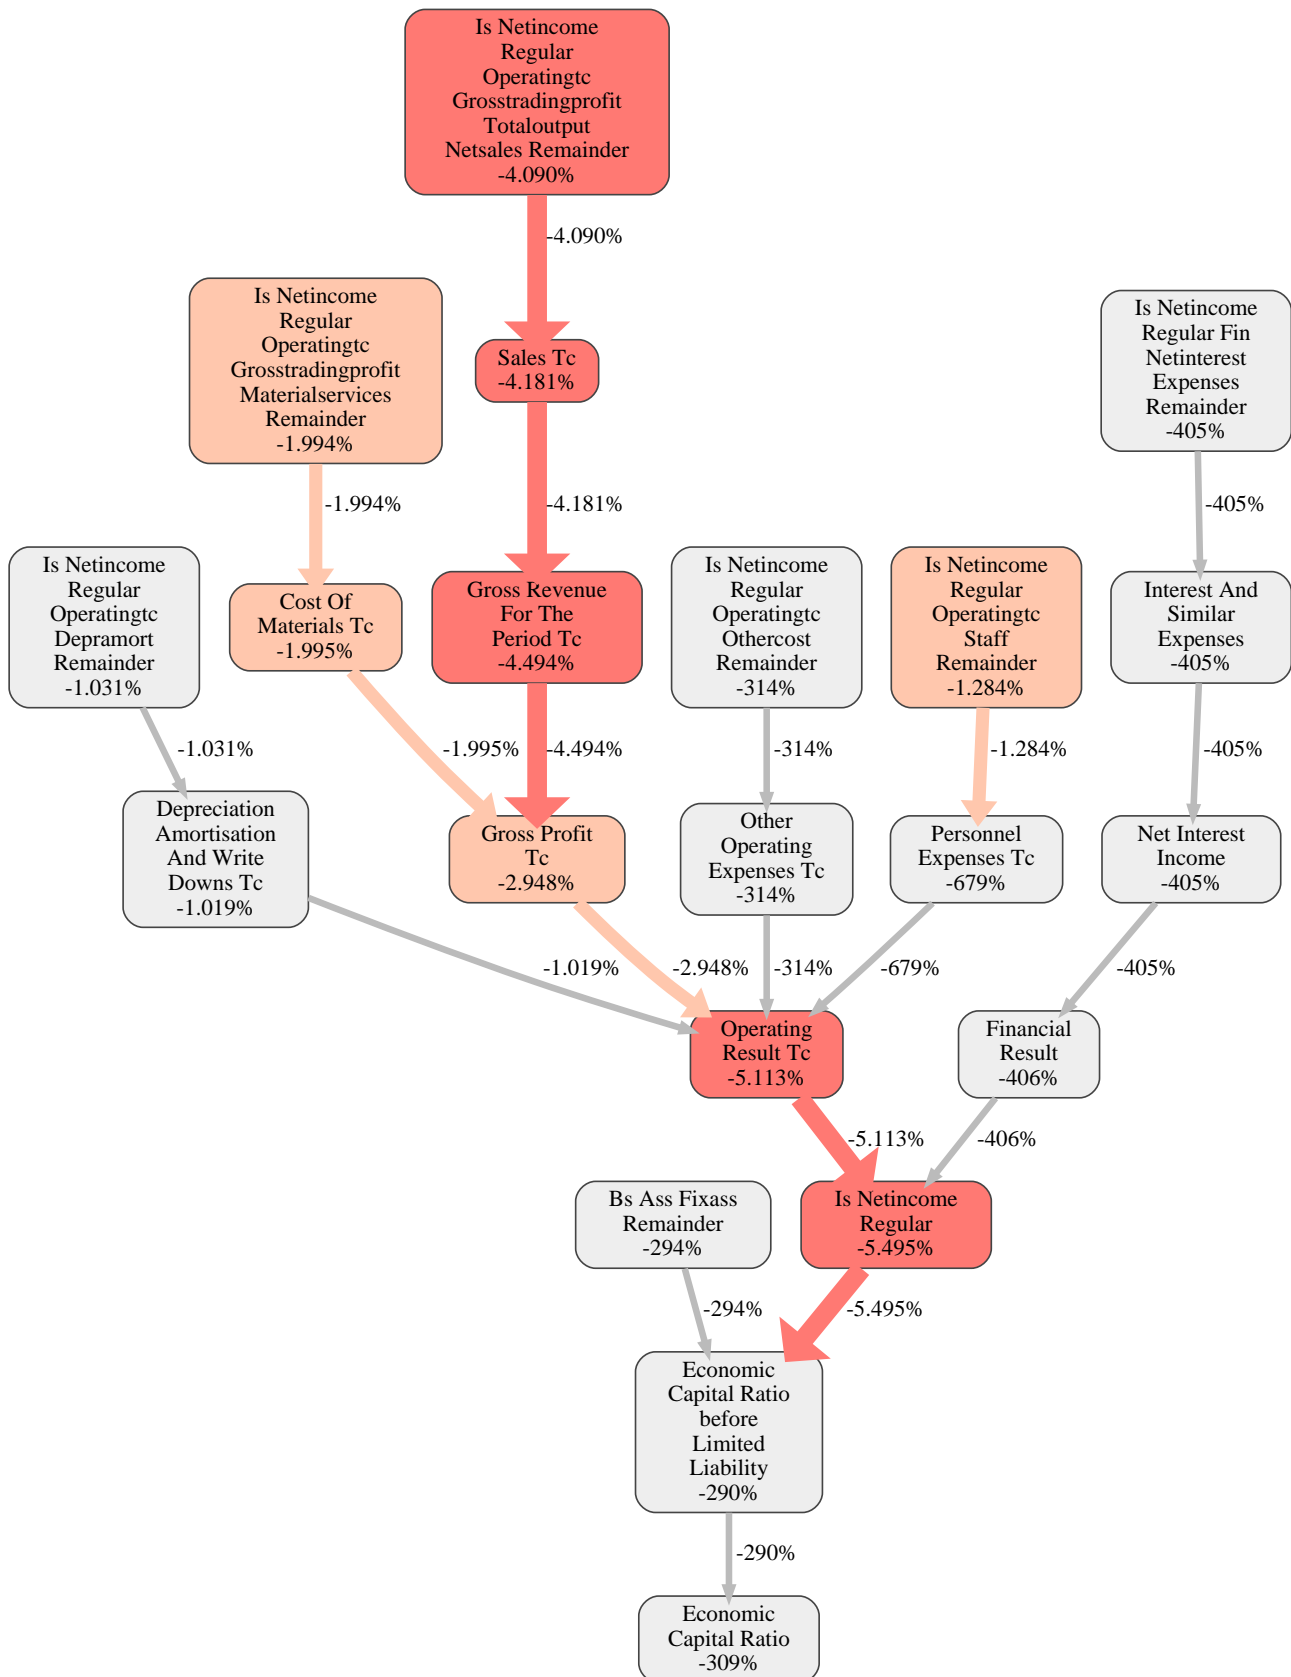 Is Netincome
Regular
Operatingtc
Grosstradingprofit
Totaloutput
Netsales Remainder
-4.090%
-4.090%
Is Netincome
Regular
Operatingtc
Grosstradingprofit
Materialservices
Remainder
-1.994%
Is Netincome
Regular Fin
Netinterest
Expenses
Remainder
-405%
Sales Tc
-4.181%
-1.994%
-4.181%
-405%
Is Netincome
Regular
Operatingtc
Depramort
Remainder
-1.031%
Cost Of
Materials Tc
-1.995%
Gross Revenue
For The
Period Tc
-4.494%
Is Netincome
Regular
Operatingtc
Othercost
Remainder
-314%
Is Netincome
Regular
Operatingtc
Staff
Remainder
-1.284%
Interest And
Similar
Expenses
-405%
-1.031%
-1.995%
-4.494%
-314%
-1.284%
-405%
Depreciation
Amortisation
And Write
Downs Tc
-1.019%
Gross Profit
Tc
-2.948%
Other
Operating
Expenses Tc
-314%
Personnel
Expenses Tc
-679%
Net Interest
Income
-405%
-1.019%
-2.948%
-314%
-679%
-405%
Operating
Result Tc
-5.113%
Financial
Result
-406%
-5.113%
-406%
Bs Ass Fixass
Remainder
-294%
Is Netincome
Regular
-5.495%
-294%
-5.495%
Economic
Capital Ratio
before
Limited
Liability
-290%
-290%
Economic
Capital Ratio
-309%